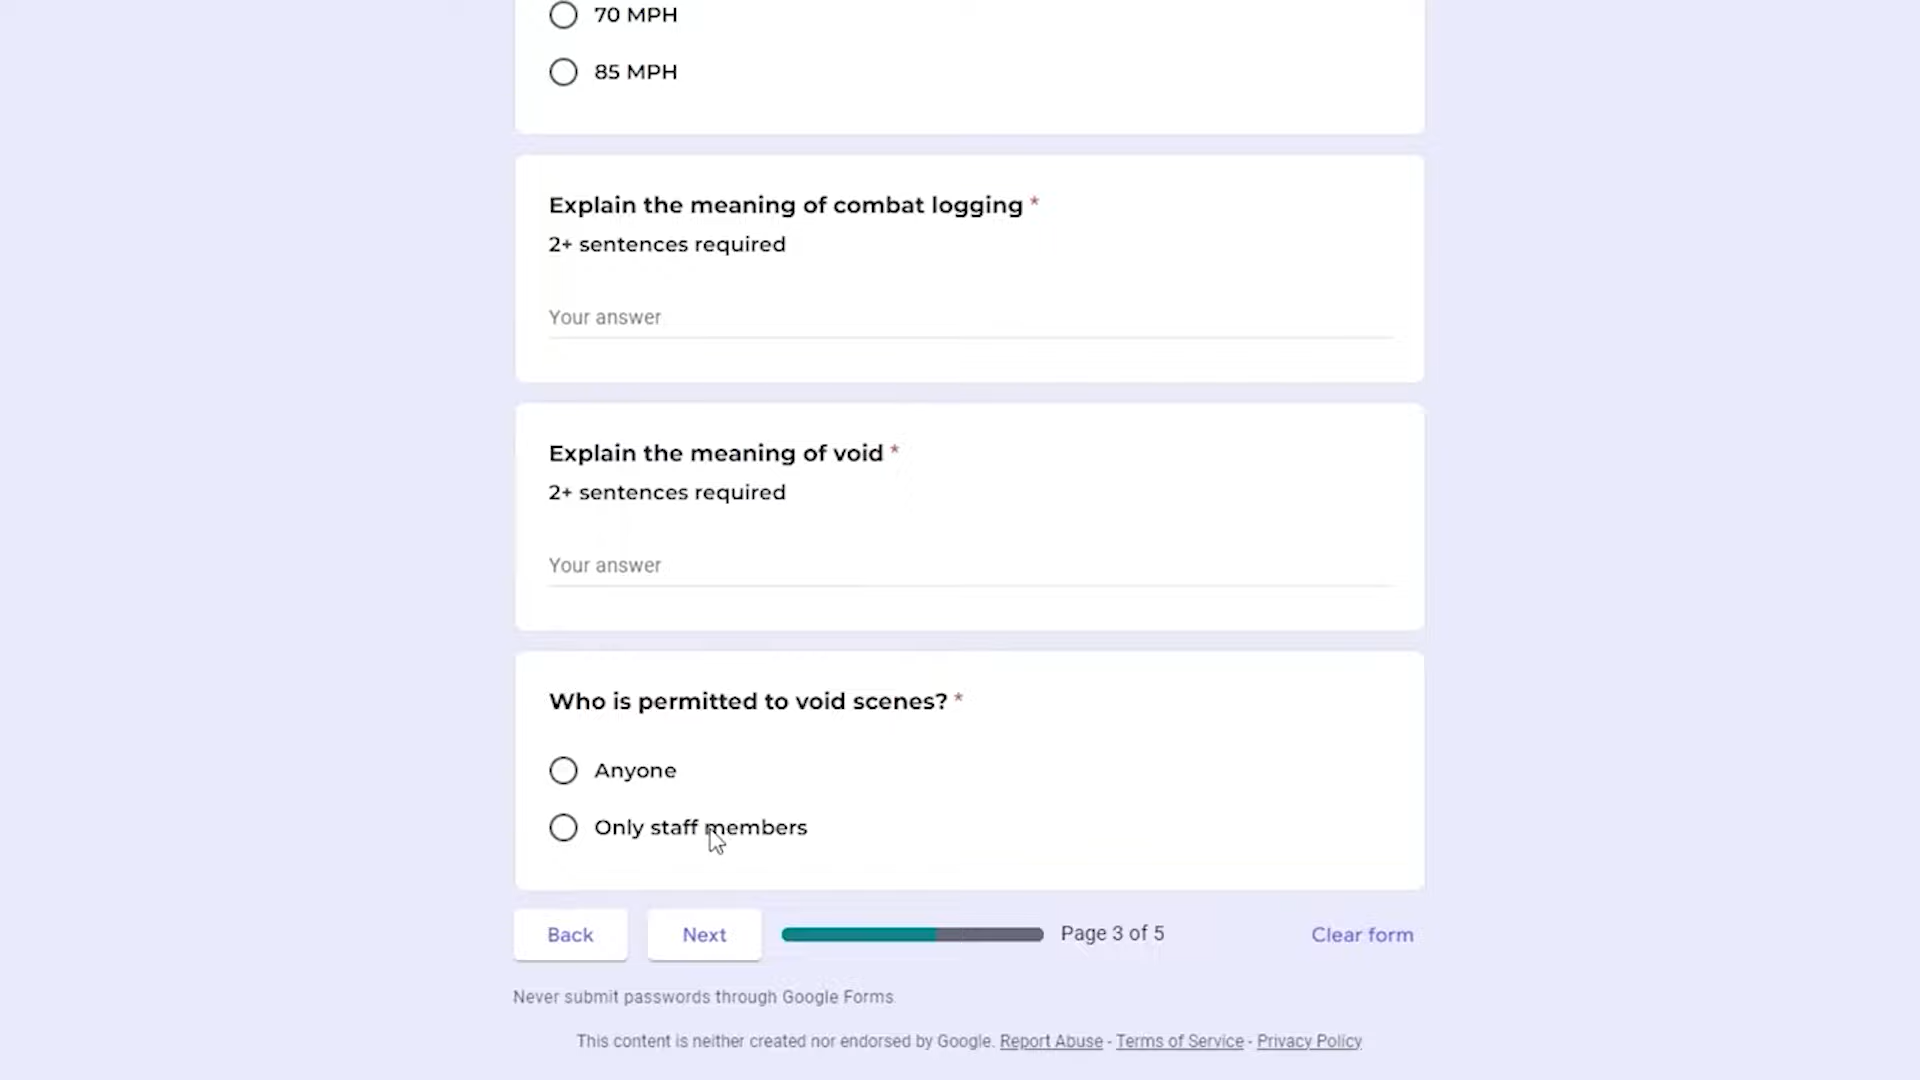 70 MPH
85 MPH
Explain the meaning of combat logging *
2+ sentences required
Your answer
Explain the meaning of void *
2+ sentences required
Your answer
Who is permitted to void scenes? *
Anyone
Only staff members
Back Next Page 3 of 5 Clear form
Never submit passwords through Google Forms
This content is neither created nor endorsed by Google. Report Abuse - Terms of Service - Privacy Policy